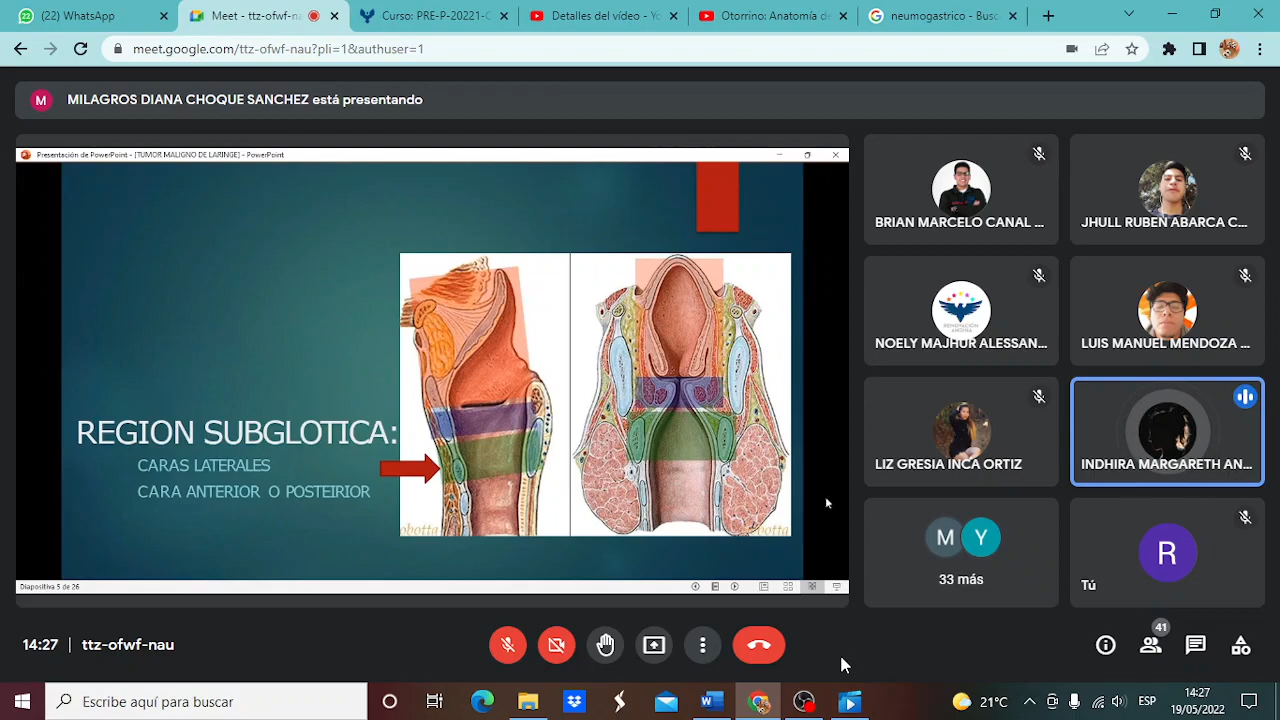 (22) WhatsApp
Meet - ttz-ofwf-na
Curso: PRE-P-20221-C
Detalles del vídeo - Yo
Otorrino: Anatomía de
neumogastrico - Busc
meet.google.com/ttz-ofwf-nau?pli=1&authuser=1
M MILAGROS DIANA CHOQUE SANCHEZ está presentando
Presentación de PowerPoint - [TUMOR MALIGNO DE LARINGE] - PowerPoint
REGION SUBGLOTICA:
CARAS LATERALES
CARA ANTERIOR O POSTEIRIOR
Diapositiva 5 de 26
BRIAN MARCELO CANAL ...
JHULL RUBEN ABARCA C...
RENOVACIÓN
NOELY MAJHUR ALESSAN...
LUIS MANUEL MENDOZA ...
LIZ GRESIA INCA ORTIZ
INDHIRA MARGARETH AN...
M Y
33 más
R
Tú
14:27 | ttz-ofwf-nau
41
Escribe aquí para buscar
21°C
ESP
14:27
19/05/2022